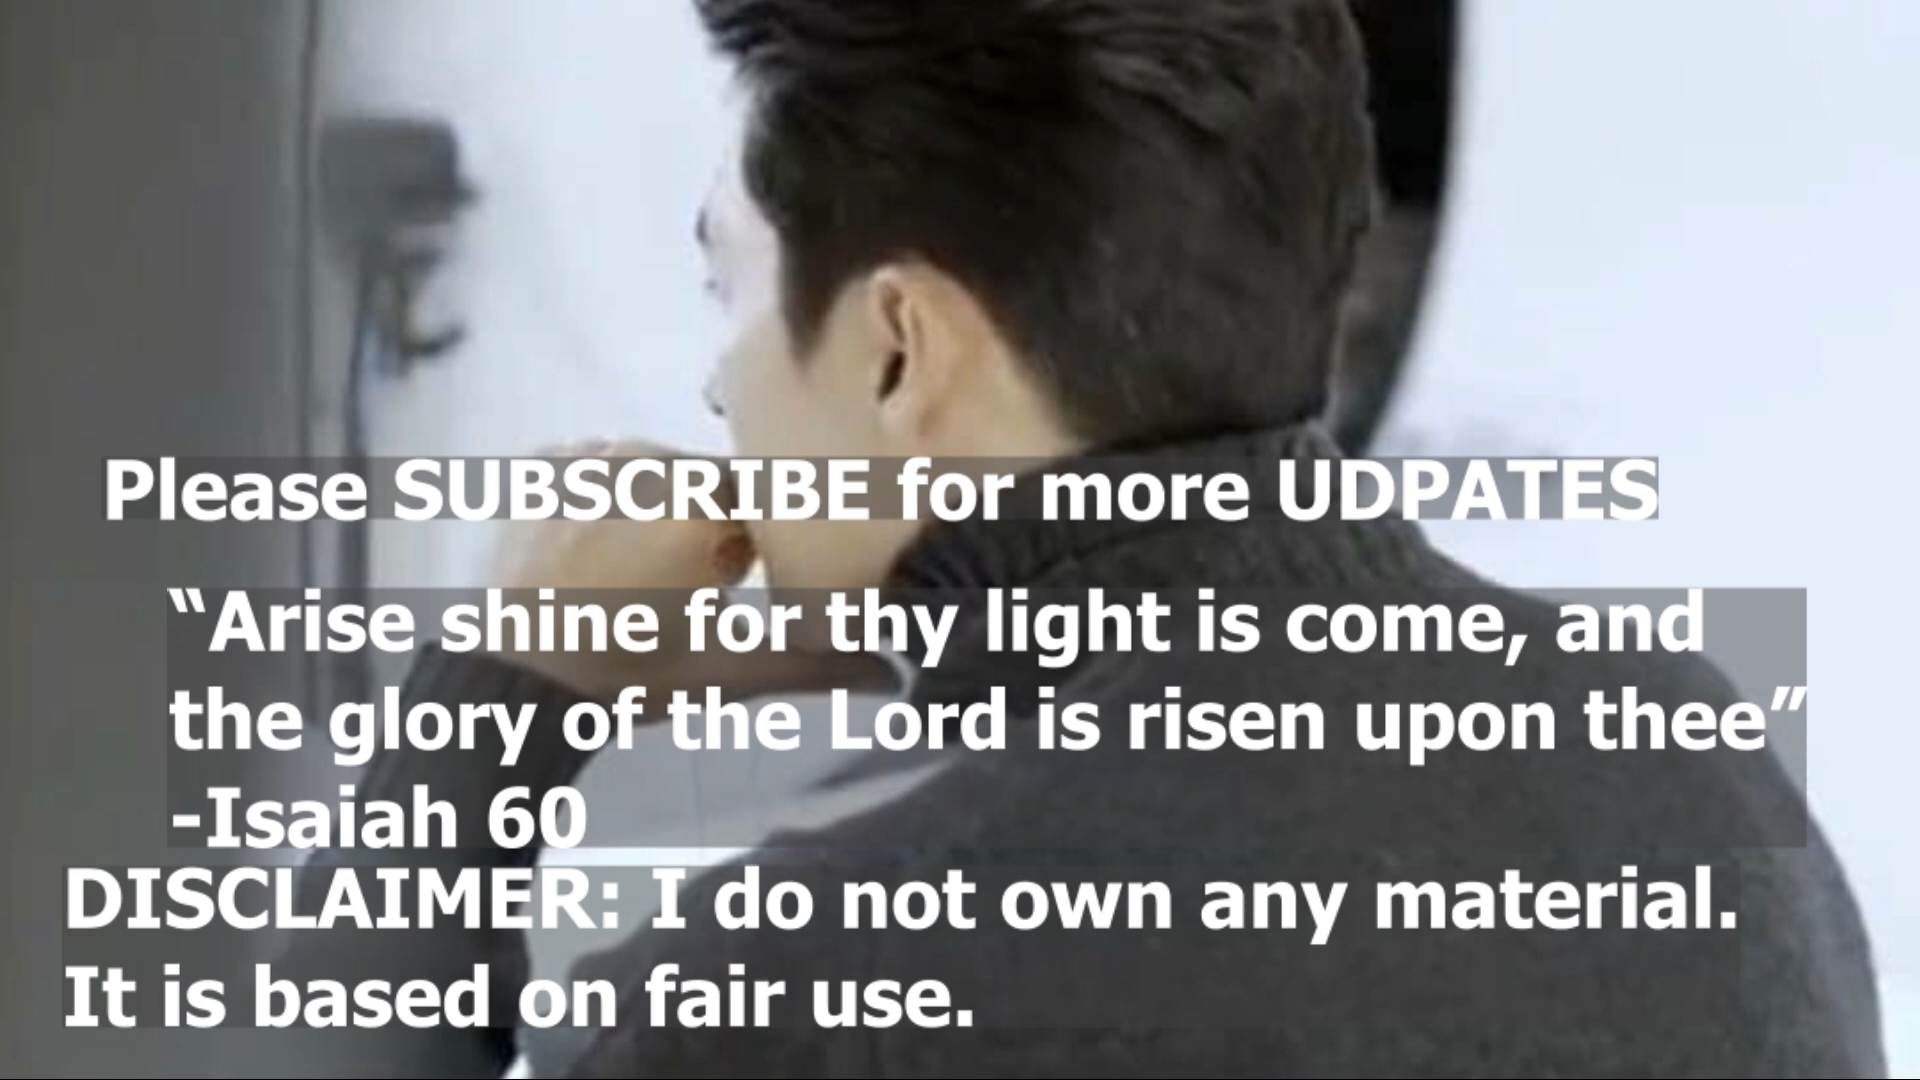 Please SUBSCRIBE for more UDPATES
“Arise shine for thy light is come, and
the glory of the Lord is risen upon thee”
-Isaiah 60
DISCLAIMER: I do not own any material.
It is based on fair use.